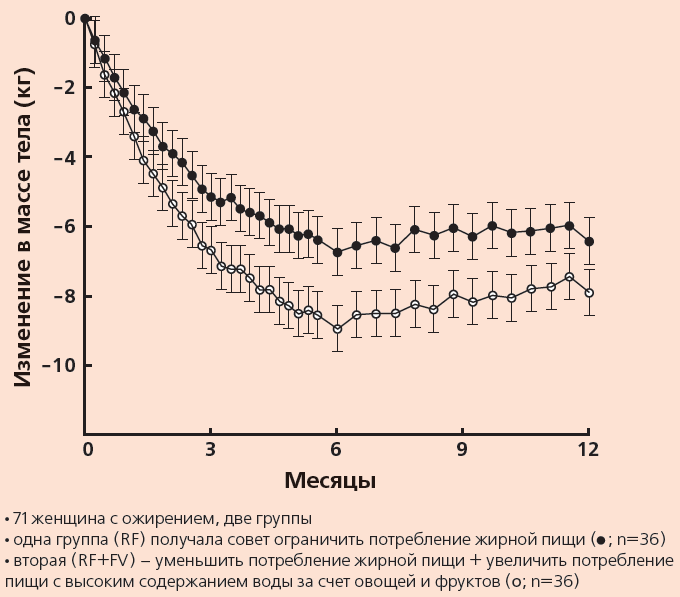 Изменение в массе тела (кг)
0
–2
–4
–6
–8
–10
0 3 6 9 12
Месяцы
• 71 женщина с ожирением, две группы
• одна группа (RF) получала совет ограничить потребление жирной пищи (●; n=36)
• вторая (RF+FV) – уменьшить потребление жирной пищи + увеличить потребление
пищи с высоким содержанием воды за счет овощей и фруктов (o; n=36)